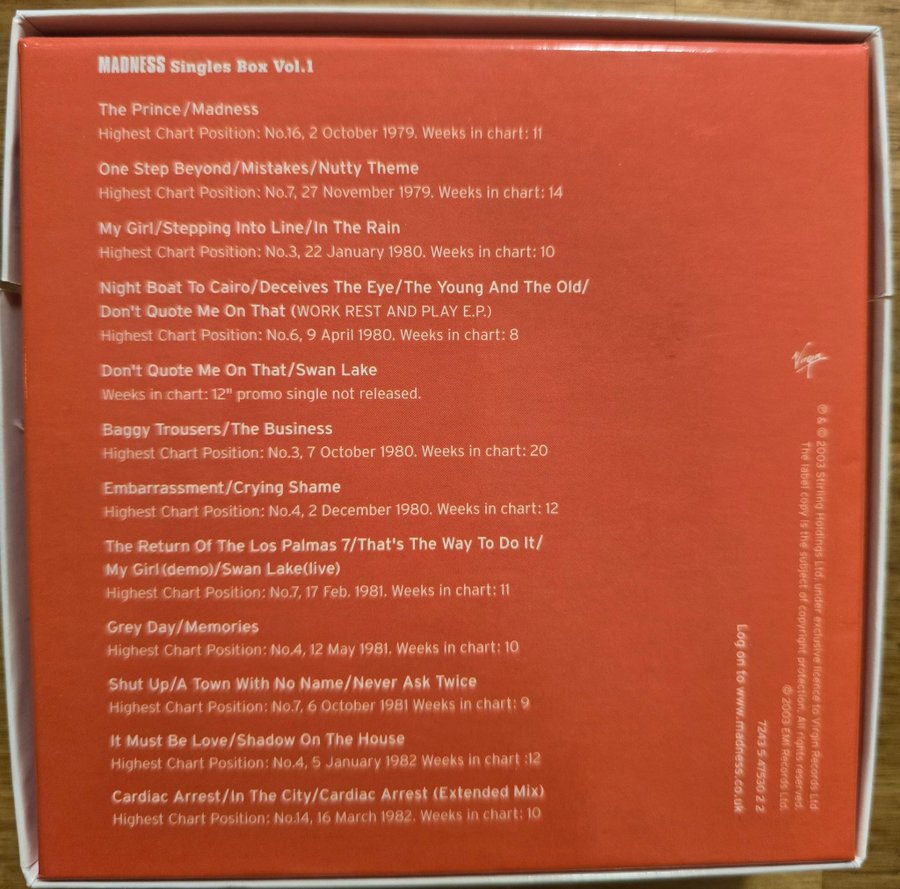 MADNESS Singles Box Vol.1
The Prince/Madness
Highest Chart Position: No.16, 2 October 1979. Weeks in chart: 11
One Step Beyond/Mistakes/Nutty Theme
Highest Chart Position: No.7, 27 November 1979. Weeks in chart: 14
My Girl/Stepping Into Line/In The Rain
Highest Chart Position: No.3, 22 January 1980. Weeks in chart: 10
Night Boat To Cairo/Deceives The Eye/The Young And The Old/
Don't Quote Me On That (WORK REST AND PLAY E.P.)
Highest Chart Position: No.6, 9 April 1980. Weeks in chart: 8
Don't Quote Me On That/Swan Lake
Weeks in chart: 12" promo single not released.
Baggy Trousers/The Business
Highest Chart Position: No.3, 7 October 1980. Weeks in chart: 20
Embarrassment/Crying Shame
Highest Chart Position: No.4, 2 December 1980. Weeks in chart: 12
The Return Of The Los Palmas 7/That's The Way To Do It/
My Girl(demo)/Swan Lake(live)
Highest Chart Position: No.7, 17 Feb. 1981. Weeks in chart: 11
Grey Day/Memories
Highest Chart Position: No.4, 12 May 1981. Weeks in chart: 10
Shut Up/A Town With No Name/Never Ask Twice
Highest Chart Position: No.7, 6 October 1981 Weeks in chart: 9
It Must Be Love/Shadow On The House
Highest Chart Position: No.4, 5 January 1982 Weeks in chart :12
Cardiac Arrest/In The City/Cardiac Arrest (Extended Mix)
Highest Chart Position: No.14, 16 March 1982. Weeks in chart: 10
Virgin
℗ & © 2003 Stirling Holdings Ltd, under exclusive licence to Virgin Records Ltd
The label copy is the subject of copyright protection. All rights reserved.
© 2003 EMI Records Ltd.
7243 5 47530 2 2
Log on to www.madness.co.uk